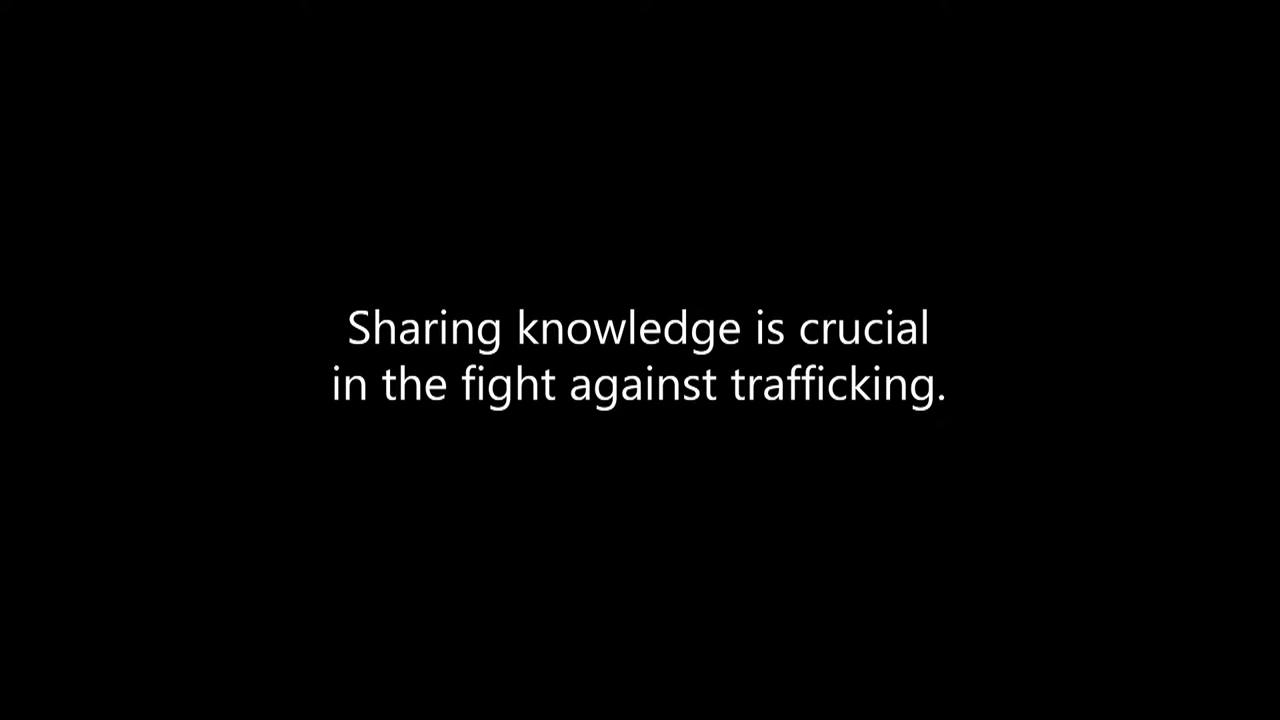 Sharing knowledge is crucial
in the fight against trafficking.